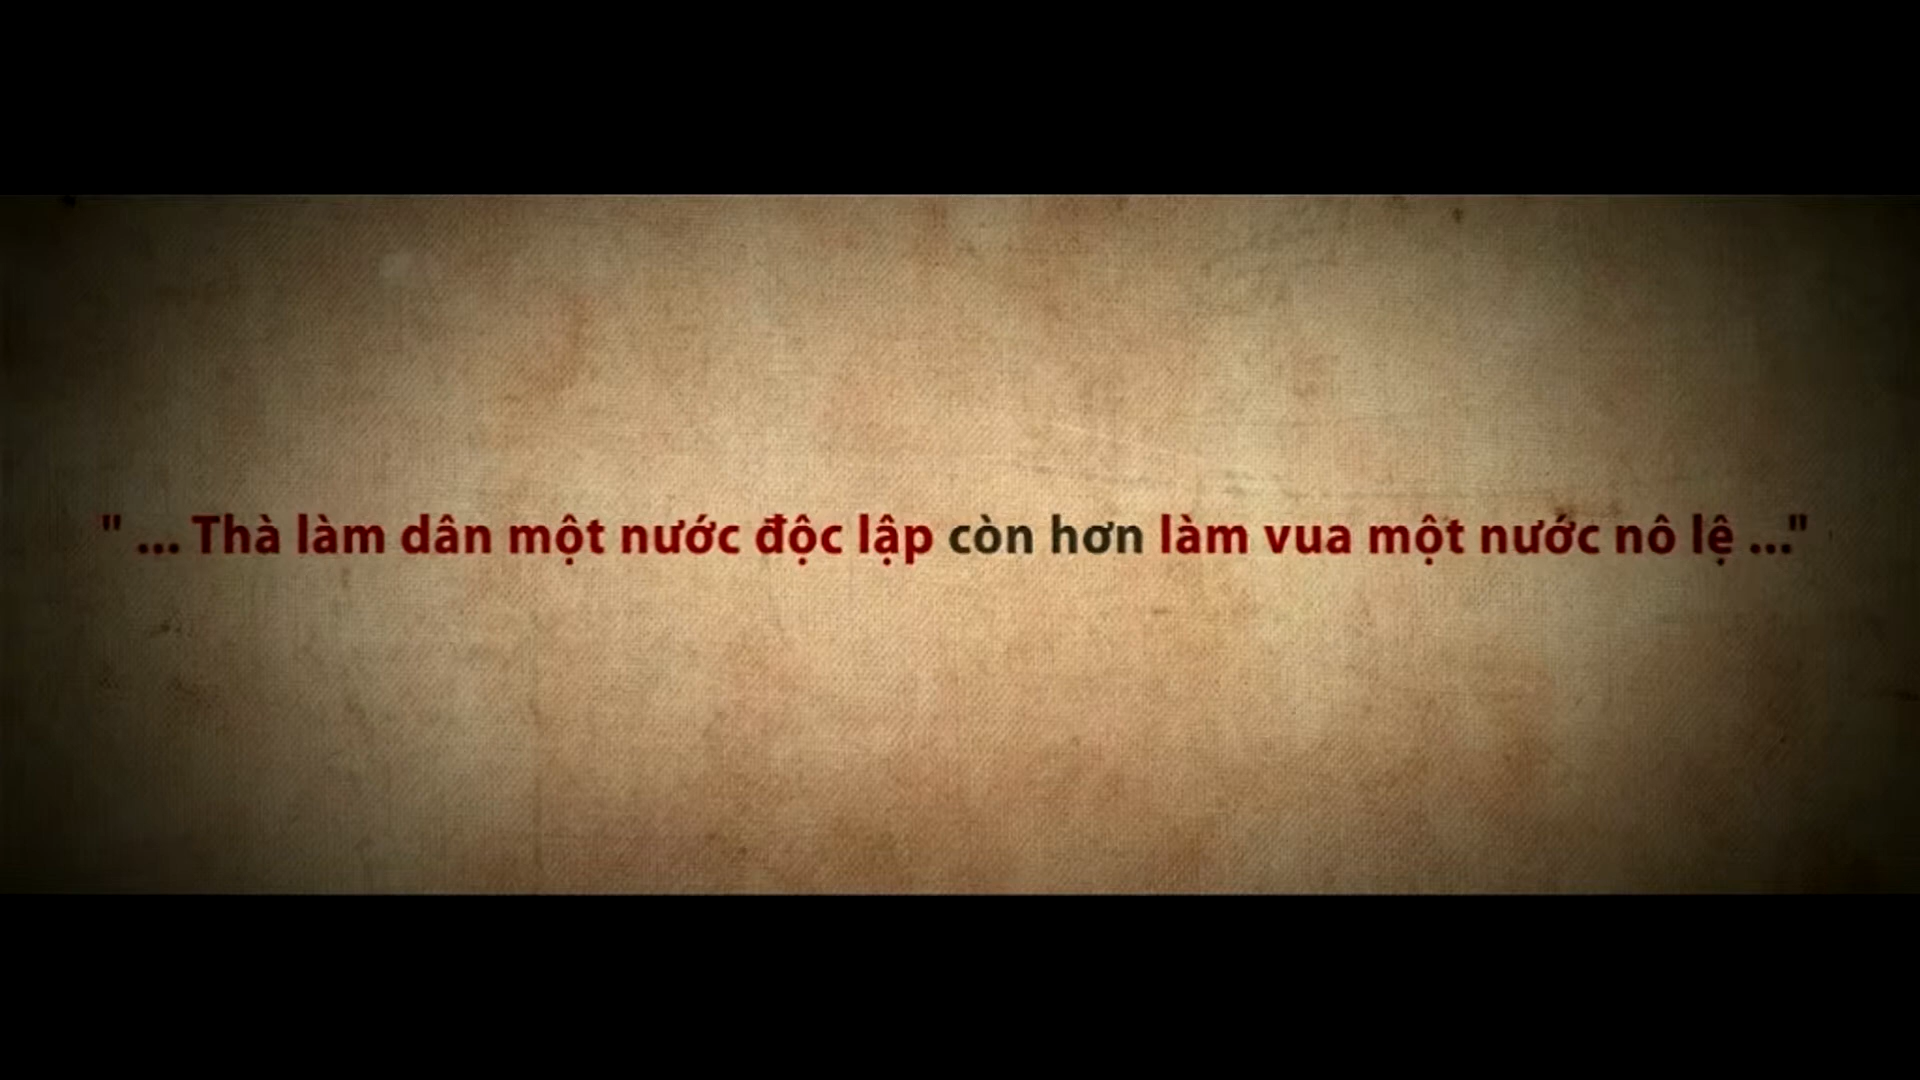 " ... Thà làm dân một nước độc lập còn hơn làm vua một nước nô lệ ..."